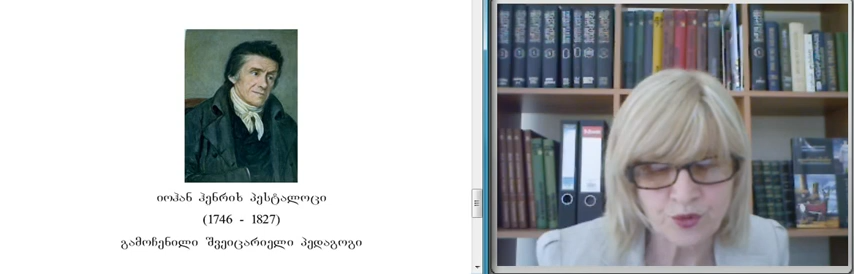 იოჰან ჰენრიხ პესტალოცი
(1746 - 1827)
გამოჩენილი შვეიცარიელი პედაგოგი